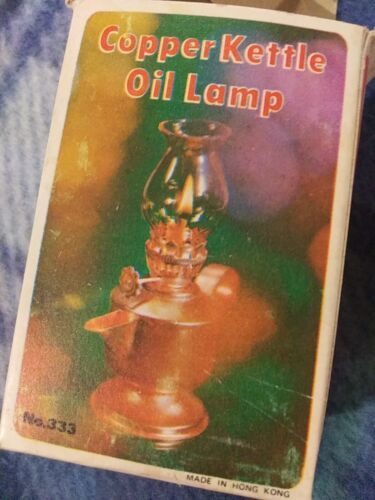 Copper Kettle
Oil Lamp
No.333
MADE IN HONG KONG